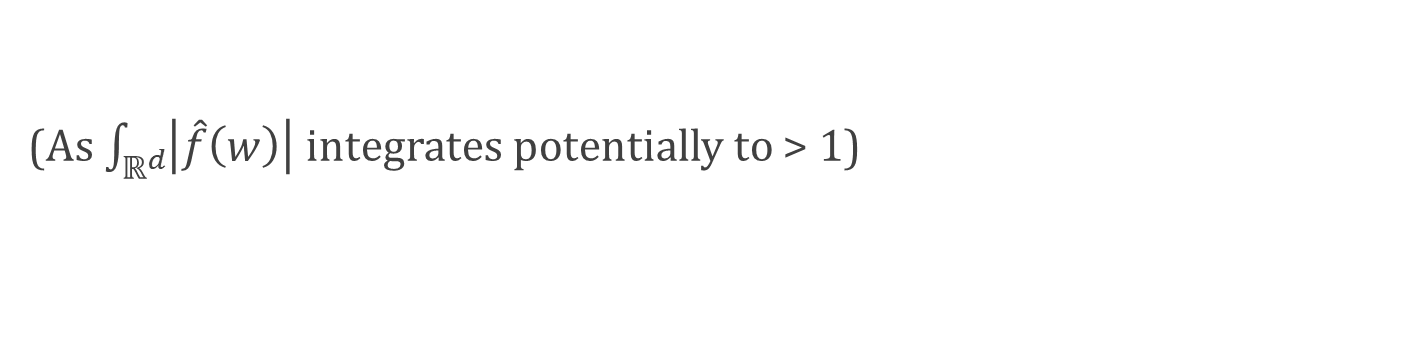 (As ∫_{ℝ^d}|f̂(w)| integrates potentially to > 1)